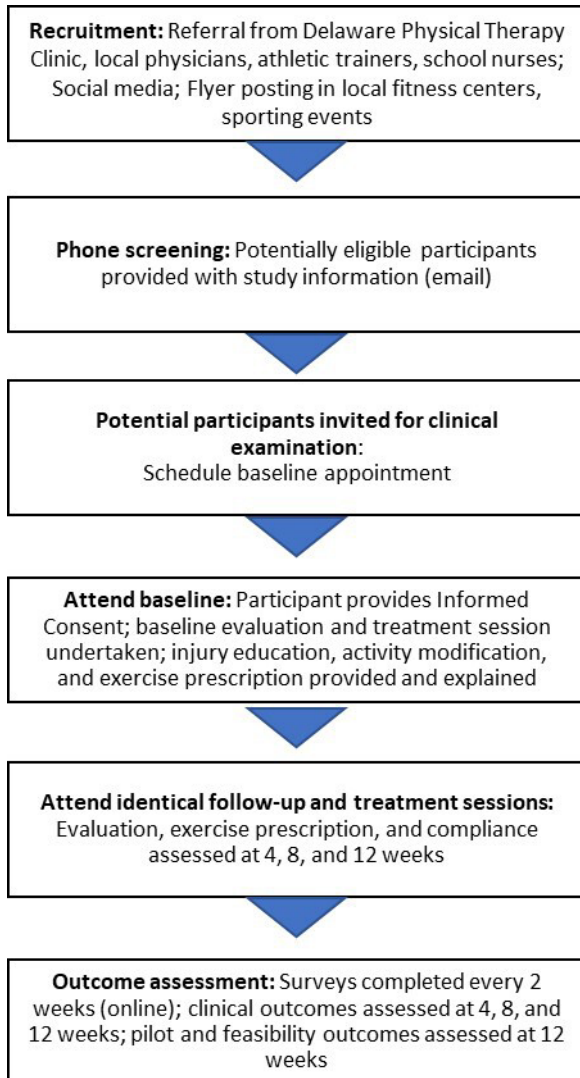 Recruitment: Referral from Delaware Physical Therapy
Clinic, local physicians, athletic trainers, school nurses;
Social media; Flyer posting in local fitness centers,
sporting events
Phone screening: Potentially eligible participants
provided with study information (email)
Potential participants invited for clinical
examination:
Schedule baseline appointment
Attend baseline: Participant provides Informed
Consent; baseline evaluation and treatment session
undertaken; injury education, activity modification,
and exercise prescription provided and explained
Attend identical follow-up and treatment sessions:
Evaluation, exercise prescription, and compliance
assessed at 4, 8, and 12 weeks
Outcome assessment: Surveys completed every 2
weeks (online); clinical outcomes assessed at 4, 8, and
12 weeks; pilot and feasibility outcomes assessed at 12
weeks